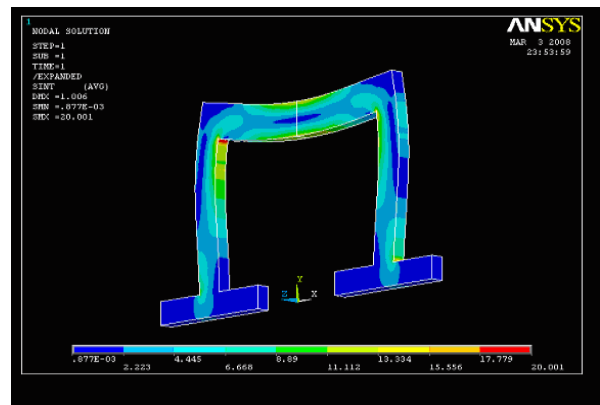 1
NODAL SOLUTION
STEP=1
SUB =1
TIME=1
/EXPANDED
SINT (AVG)
DMX =1.006
SMN =.877E-03
SMX =20.001
ANSYS
MAR 3 2008
23:53:59
Y
Z X
.877E-03 4.445 8.89 13.334 17.779
2.223 6.668 11.112 15.556 20.001